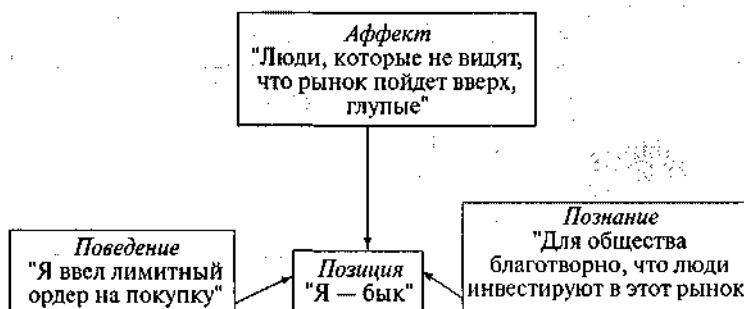 Аффект
"Люди, которые не видят,
что рынок пойдет вверх,
глупые"
Поведение
"Я ввел лимитный
ордер на покупку"
Позиция
"Я — бык"
Познание
"Для общества
благотворно, что люди
инвестируют в этот рынок